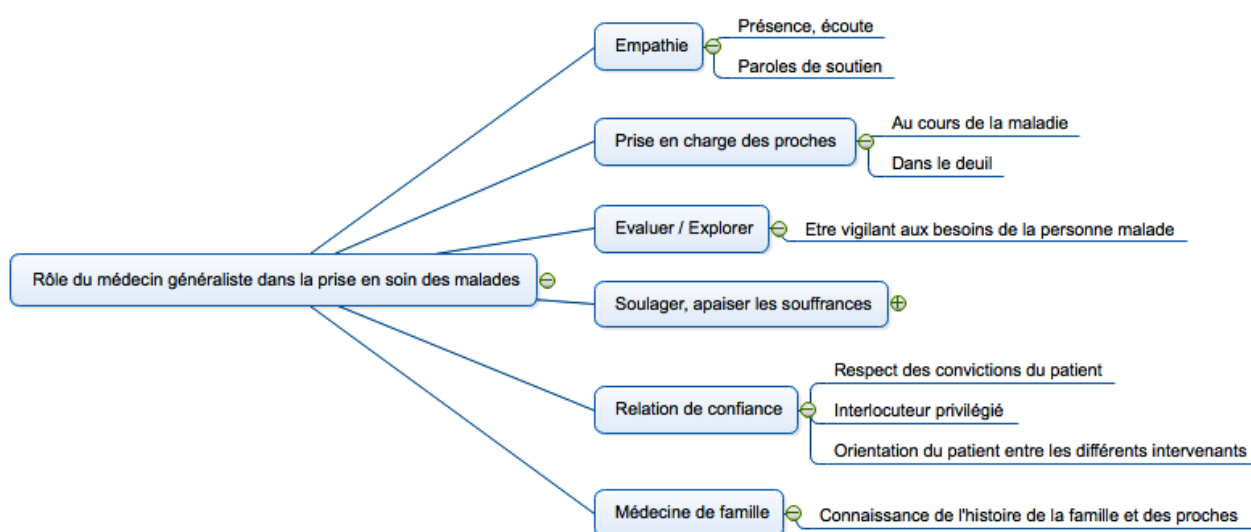 Rôle du médecin généraliste dans la prise en soin des malades
Empathie
Présence, écoute
Paroles de soutien
Prise en charge des proches
Au cours de la maladie
Dans le deuil
Evaluer / Explorer
Etre vigilant aux besoins de la personne malade
Soulager, apaiser les souffrances
Relation de confiance
Respect des convictions du patient
Interlocuteur privilégié
Orientation du patient entre les différents intervenants
Médecine de famille
Connaissance de l'histoire de la famille et des proches